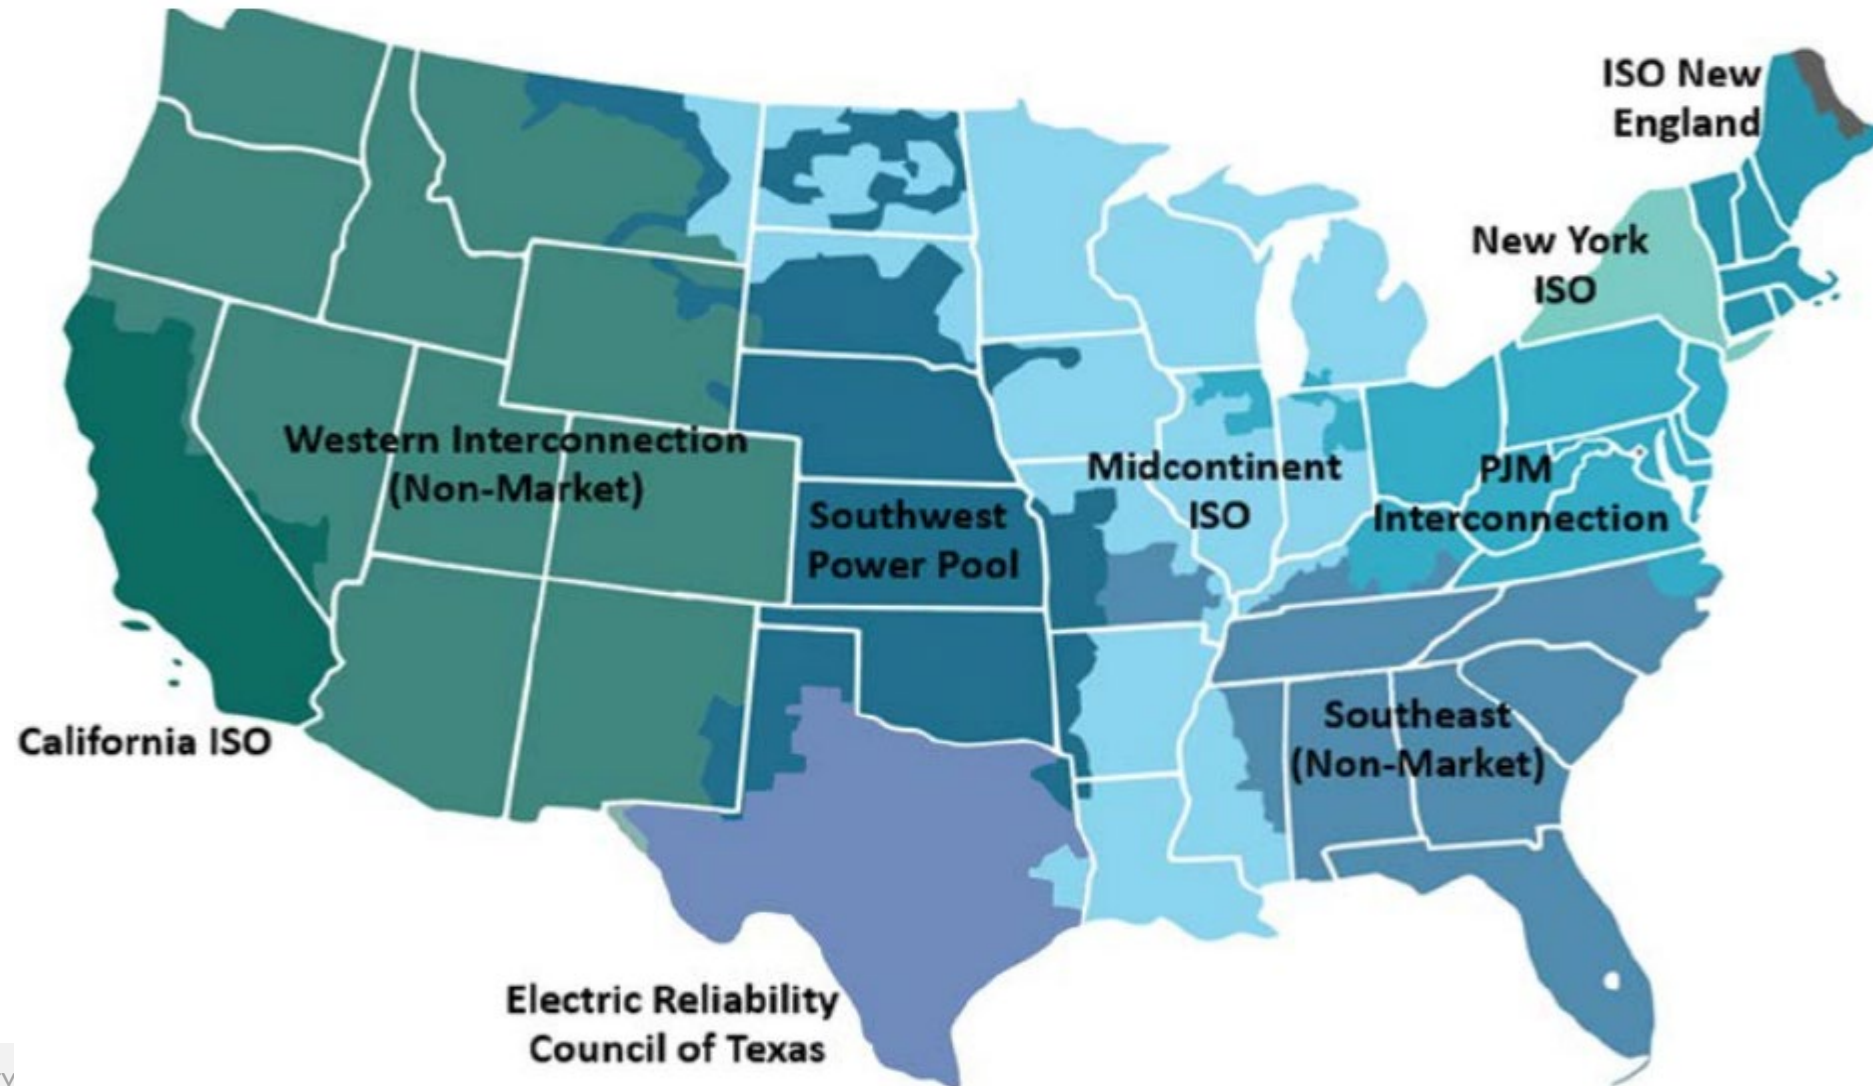 ISO New
England
New York
ISO
Western Interconnection
(Non-Market)
Midcontinent
ISO
PJM
Interconnection
Southwest
Power Pool
Southeast
(Non-Market)
California ISO
Electric Reliability
Council of Texas